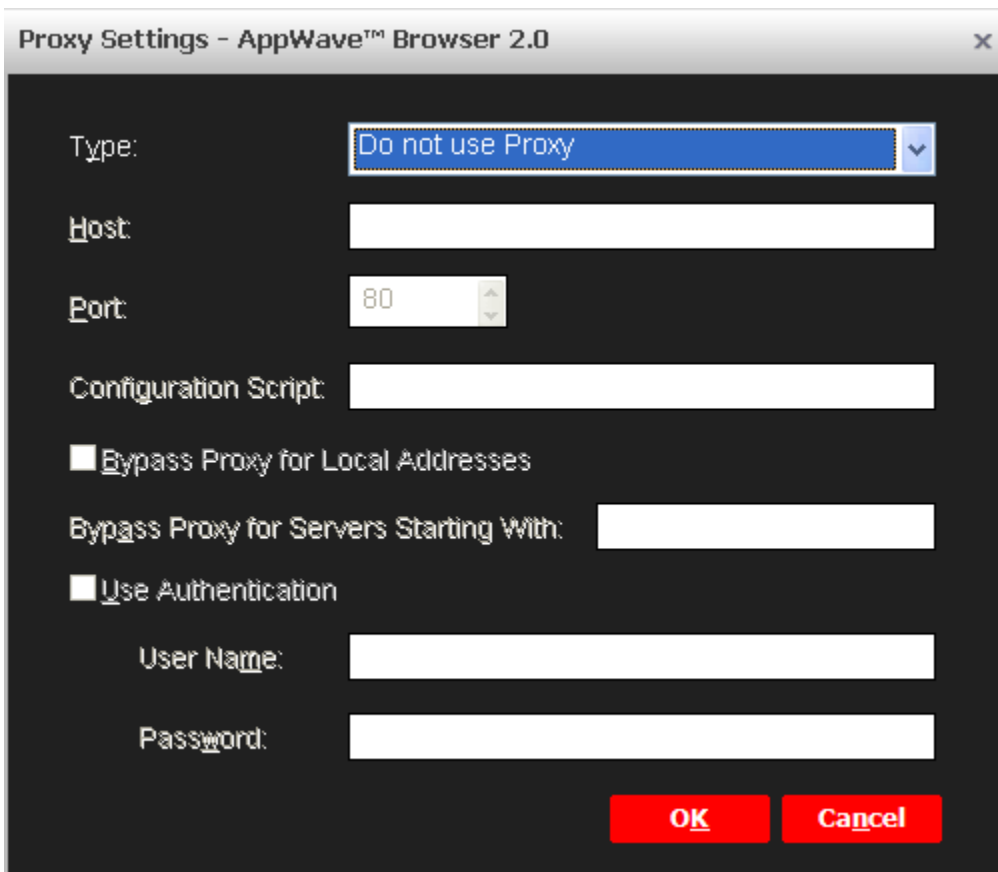 Proxy Settings - AppWave™ Browser 2.0
Type: Do not use Proxy
Host:
Port: 80
Configuration Script:
Bypass Proxy for Local Addresses
Bypass Proxy for Servers Starting With:
Use Authentication
User Name:
Password:
OK Cancel